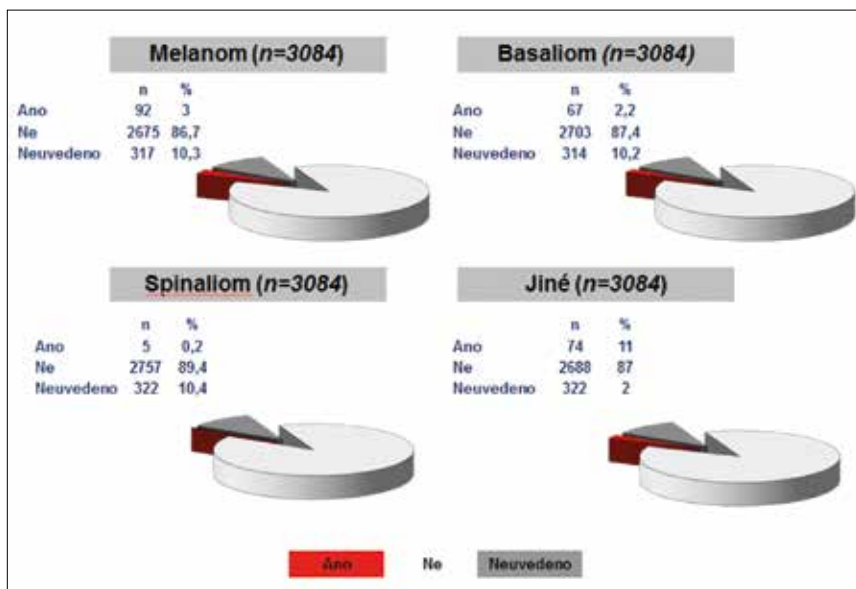 Melanom (n=3084)
n %
Ano 92 3
Ne 2675 86,7
Neuvedeno 317 10,3
Basaliom (n=3084)
n %
Ano 67 2,2
Ne 2703 87,4
Neuvedeno 314 10,2
Spinaliom (n=3084)
n %
Ano 5 0,2
Ne 2757 89,4
Neuvedeno 322 10,4
Jiné (n=3084)
n %
Ano 74 11
Ne 2688 87
Neuvedeno 322 2
Ano Ne Neuvedeno